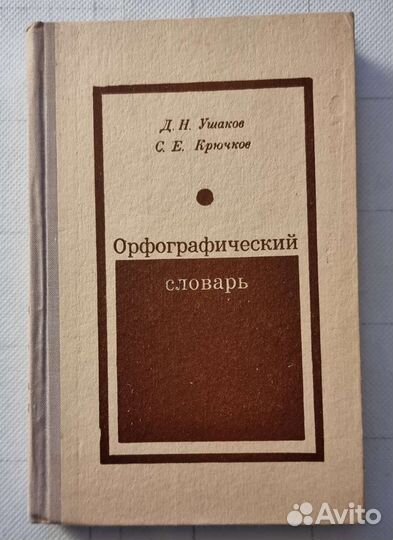 Д. Н. Ушаков
С. Е. Крючков
Орфографический
словарь
Avito